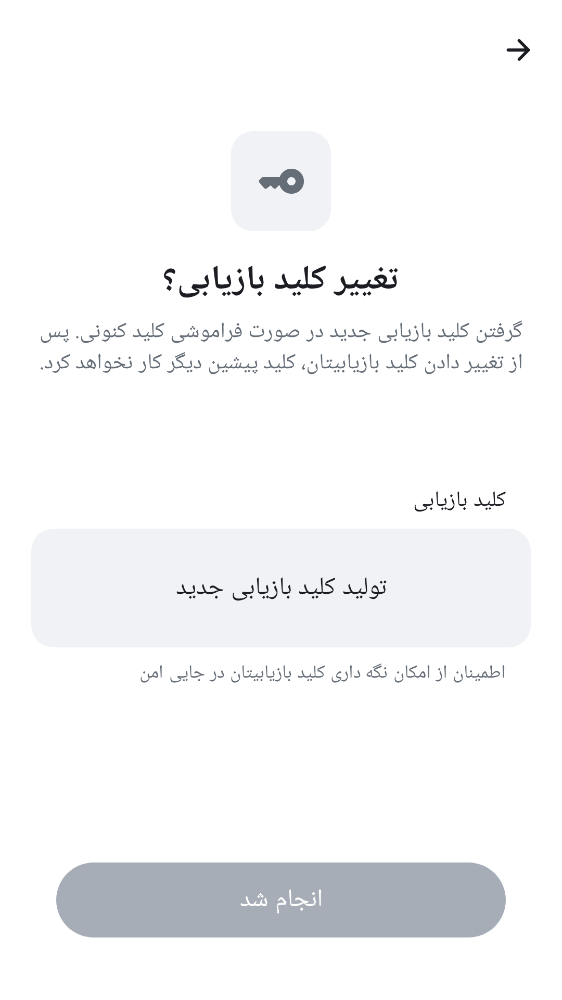 تغییر کلید بازیابی؟
گرفتن کلید بازیابی جدید در صورت فراموشی کلید کنونی. پس
از تغییر دادن کلید بازیابیتان، کلید پیشین دیگر کار نخواهد کرد.
کلید بازیابی
تولید کلید بازیابی جدید
اطمینان از امکان نگه داری کلید بازیابیتان در جایی امن
انجام شد